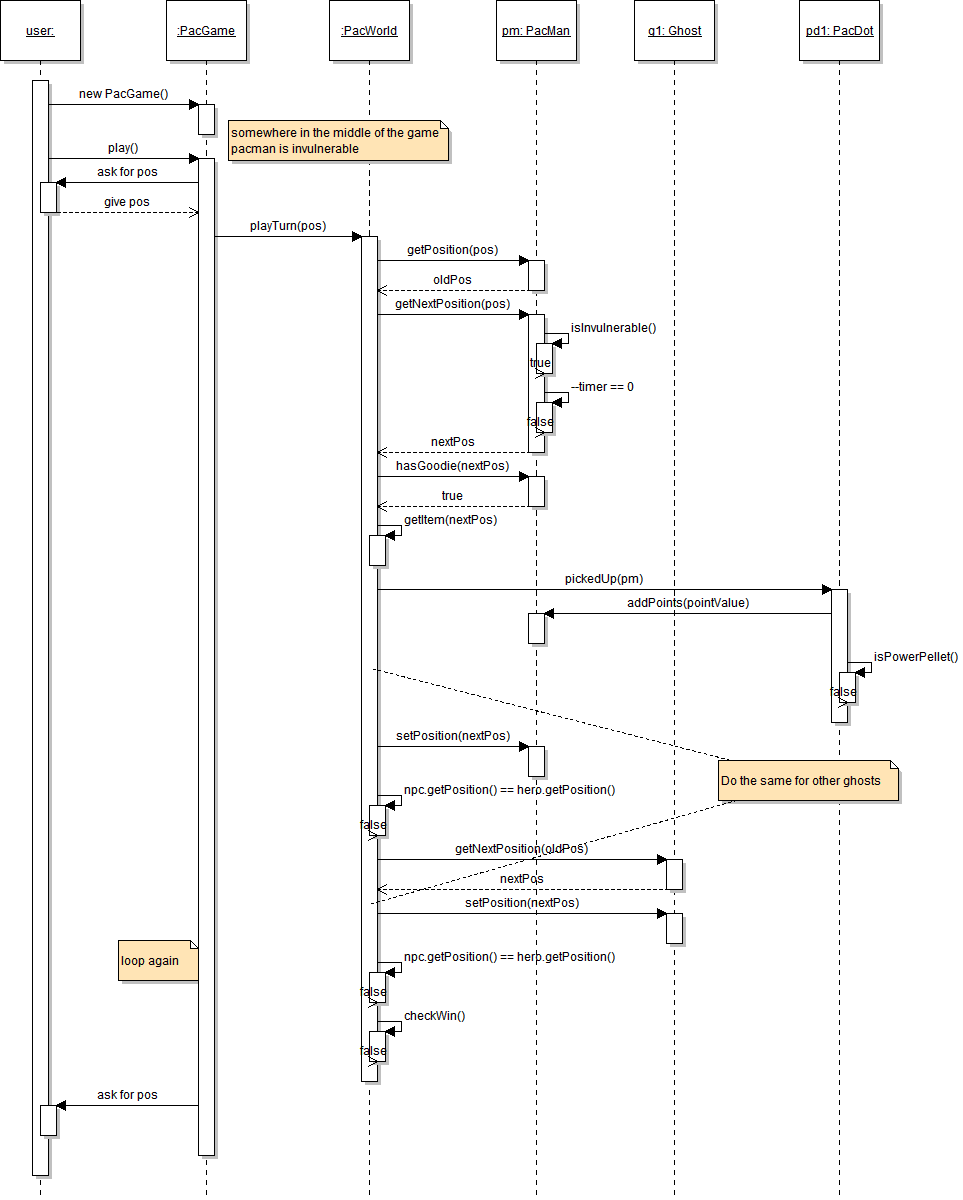 user:
:PacGame
:PacWorld
pm: PacMan
g1: Ghost
pd1: PacDot
new PacGame()
somewhere in the middle of the game
pacman is invulnerable
play()
ask for pos
give pos
playTurn(pos)
getPosition(pos)
oldPos
getNextPosition(pos)
isInvulnerable()
true
--timer == 0
false
nextPos
hasGoodie(nextPos)
true
getItem(nextPos)
pickedUp(pm)
addPoints(pointValue)
isPowerPellet()
false
setPosition(nextPos)
Do the same for other ghosts
npc.getPosition() == hero.getPosition()
false
getNextPosition(oldPos)
nextPos
setPosition(nextPos)
loop again
npc.getPosition() == hero.getPosition()
false
checkWin()
false
ask for pos